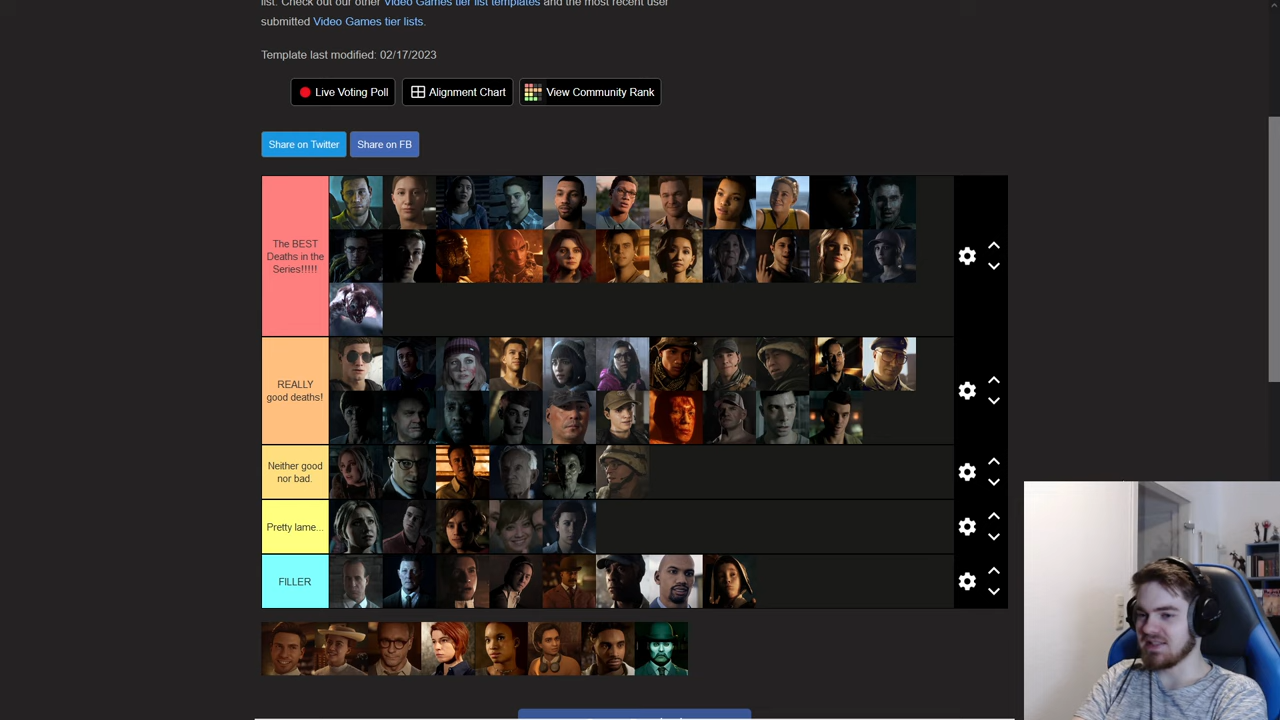 list. Check out our other Video Games tier list templates and the most recent user
submitted Video Games tier lists.
Template last modified: 02/17/2023
Live Voting Poll
Alignment Chart
View Community Rank
Share on Twitter
Share on FB
The BEST
Deaths in the
Series!!!!!
REALLY
good deaths!
Neither good
nor bad.
Pretty lame...
FILLER